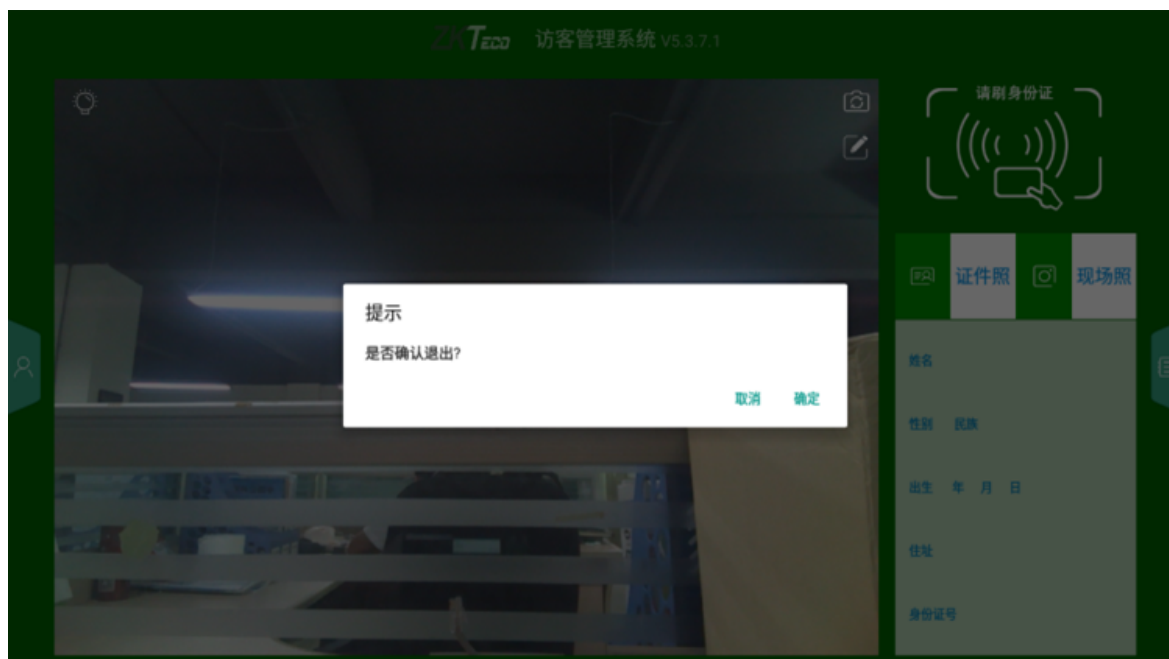 ZKTeco 访客管理系统 V5.3.7.1
请刷身份证
证件照 现场照
提示
是否确认退出?
取消 确定
姓名
性别 民族
出生 年 月 日
住址
身份证号